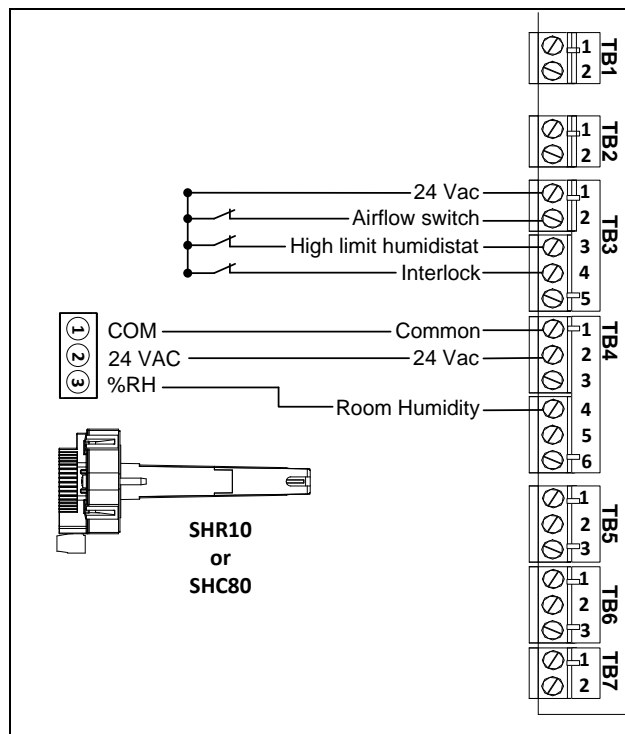 1
2
TB1
1
2
TB2
24 Vac 1
Airflow switch 2
High limit humidistat 3
Interlock 4
5
TB3
1 COM Common 1
2 24 VAC 24 Vac 2
3 %RH 3
Room Humidity 4
5
6
TB4
SHR10
or
SHC80
1
2
3
TB5
1
2
3
TB6
1
2
TB7